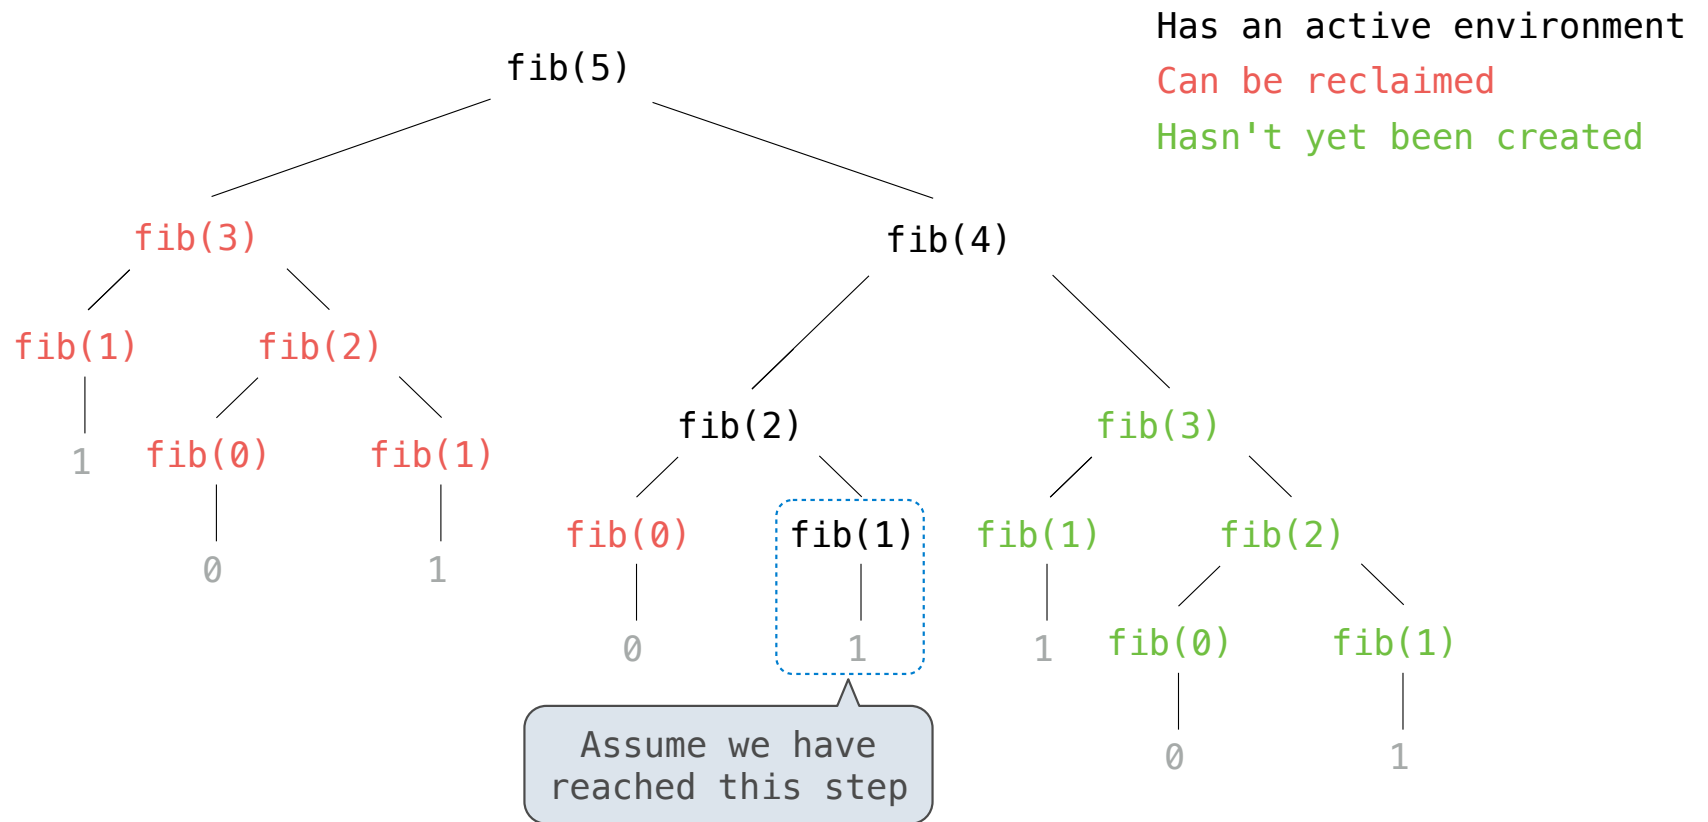 Has an active environment
fib(5)
Can be reclaimed
Hasn't yet been created
fib(3)
fib(4)
fib(1) fib(2)
fib(2) fib(3)
1 fib(0) fib(1)
fib(0) fib(1) fib(1) fib(2)
0 1
0 1 1 fib(0) fib(1)
Assume we have
0 1
reached this step